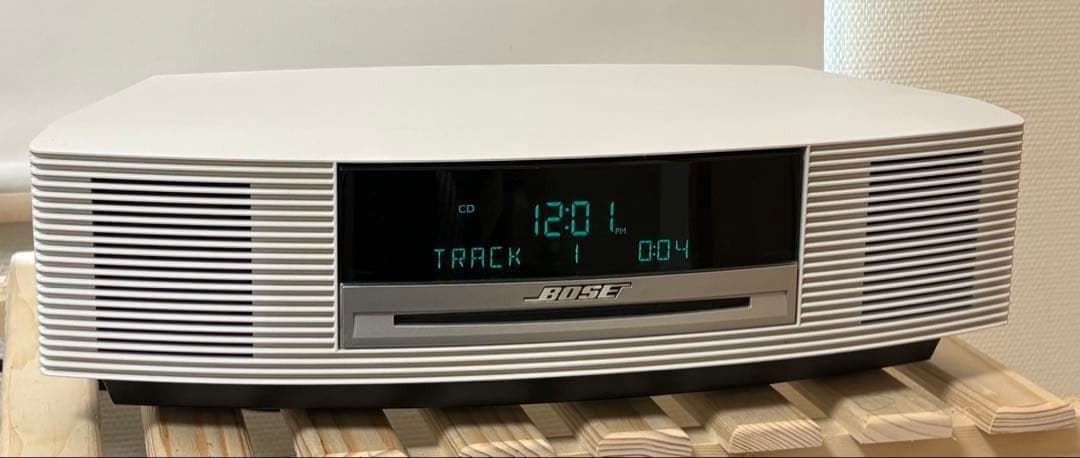 CD
12:01 PM
TRACK 1 0:04
BOSE